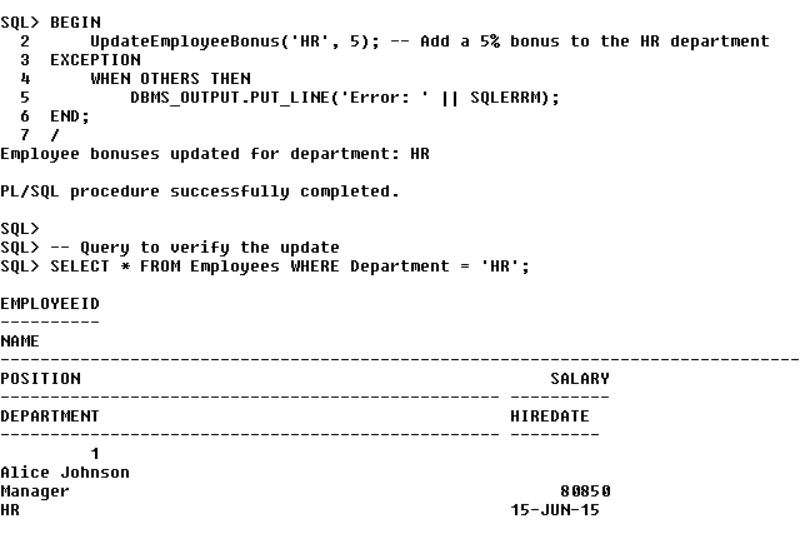 SQL> BEGIN
  2      UpdateEmployeeBonus('HR', 5); -- Add a 5% bonus to the HR department
  3  EXCEPTION
  4      WHEN OTHERS THEN
  5          DBMS_OUTPUT.PUT_LINE('Error: ' || SQLERRM);
  6  END;
  7  /
Employee bonuses updated for department: HR
PL/SQL procedure successfully completed.
SQL>
SQL> -- Query to verify the update
SQL> SELECT * FROM Employees WHERE Department = 'HR';
EMPLOYEEID
----------
NAME
--------------------------------------------------------------------------------
POSITION                                               SALARY
-------------------------------------------------- ----------
DEPARTMENT                                         HIREDATE
-------------------------------------------------- ---------
         1
Alice Johnson
Manager                                                 80850
HR                                                 15-JUN-15